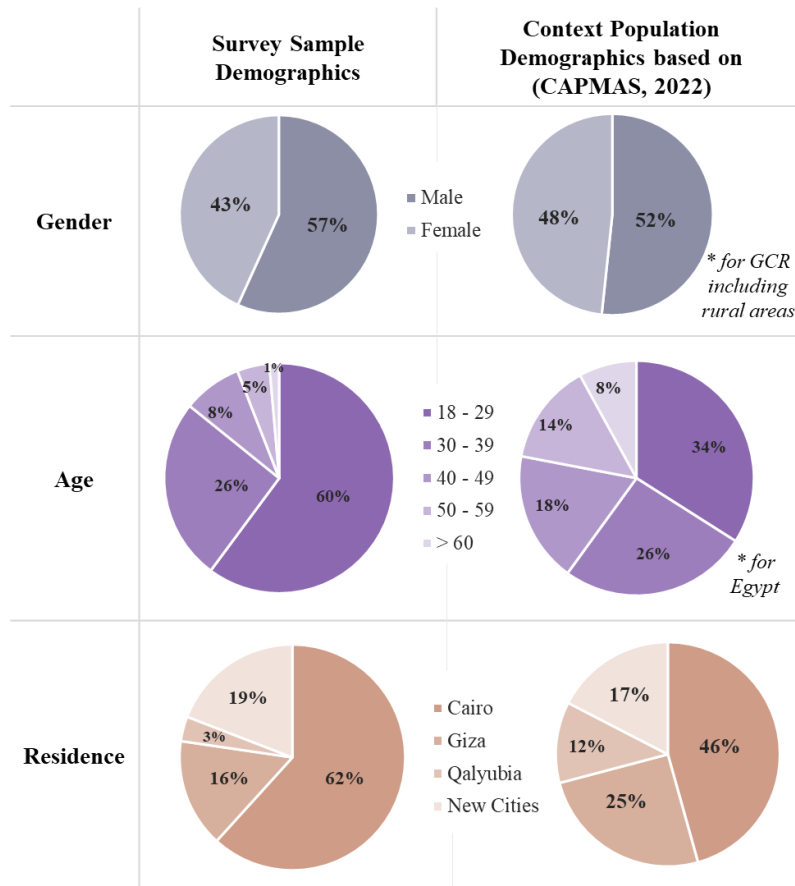 Survey Sample
Demographics
Context Population
Demographics based on
(CAPMAS, 2022)
Gender
43%
57%
Male
Female
48%
52%
* for GCR
including
rural areas
Age
1%
5%
8%
26%
60%
18 - 29
30 - 39
40 - 49
50 - 59
> 60
8%
14%
34%
18%
26%
* for
Egypt
Residence
19%
3%
16%
62%
Cairo
Giza
Qalyubia
New Cities
17%
12%
46%
25%